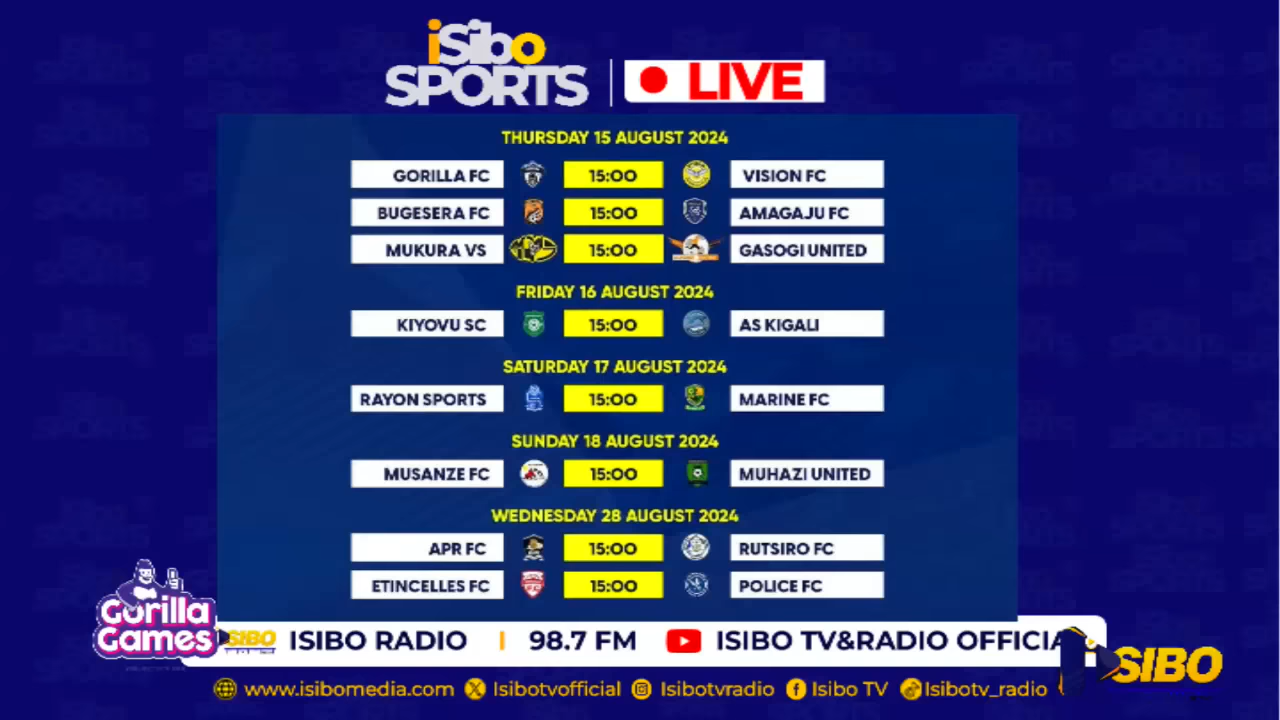 iSibo
SPORTS
LIVE
THURSDAY 15 AUGUST 2024
GORILLA FC 15:00 VISION FC
BUGESERA FC 15:00 AMAGAJU FC
MUKURA VS 15:00 GASOGI UNITED
FRIDAY 16 AUGUST 2024
KIYOVU SC 15:00 AS KIGALI
SATURDAY 17 AUGUST 2024
RAYON SPORTS 15:00 MARINE FC
SUNDAY 18 AUGUST 2024
MUSANZE FC 15:00 MUHAZI UNITED
WEDNESDAY 28 AUGUST 2024
APR FC 15:00 RUTSIRO FC
ETINCELLES FC 15:00 POLICE FC
Gorilla
Games
SIBO ISIBO RADIO | 98.7 FM ISIBO TV&RADIO OFFICIA
iSIBO
www.isibomedia.com Isibotvofficial Isibotvradio Isibo TV Isibotv_radio